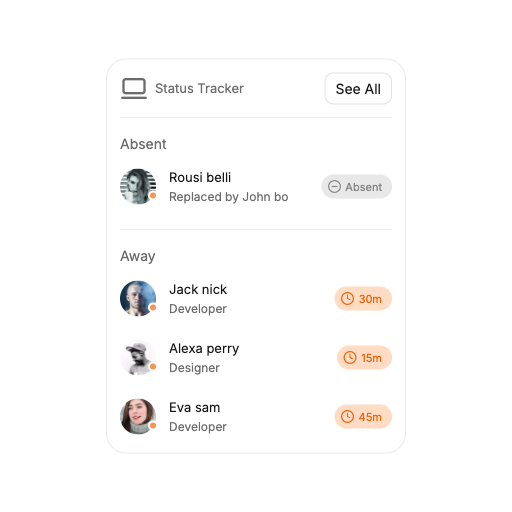 Status Tracker
See All
Absent
Rousi belli
Replaced by John bo
Absent
Away
Jack nick
Developer
30m
Alexa perry
Designer
15m
Eva sam
Developer
45m